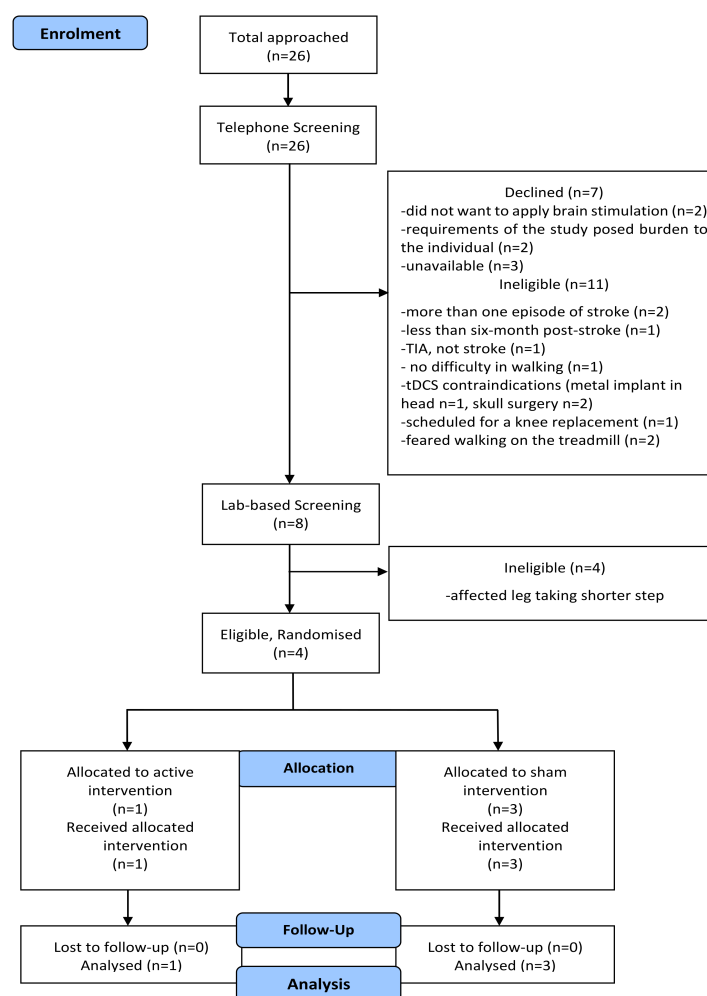 Enrolment
Total approached
(n=26)
Telephone Screening
(n=26)
Declined (n=7)
-did not want to apply brain stimulation (n=2)
-requirements of the study posed burden to
the individual (n=2)
-unavailable (n=3)
Ineligible (n=11)
-more than one episode of stroke (n=2)
-less than six-month post-stroke (n=1)
-TIA, not stroke (n=1)
- no difficulty in walking (n=1)
-tDCS contraindications (metal implant in
head n=1, skull surgery n=2)
-scheduled for a knee replacement (n=1)
-feared walking on the treadmill (n=2)
Lab-based Screening
(n=8)
Ineligible (n=4)
-affected leg taking shorter step
Eligible, Randomised
(n=4)
Allocation
Allocated to active
intervention
(n=1)
Received allocated
intervention
(n=1)
Allocated to sham
intervention
(n=3)
Received allocated
intervention
(n=3)
Follow-Up
Lost to follow-up (n=0)
Analysed (n=1)
Lost to follow-up (n=0)
Analysed (n=3)
Analysis